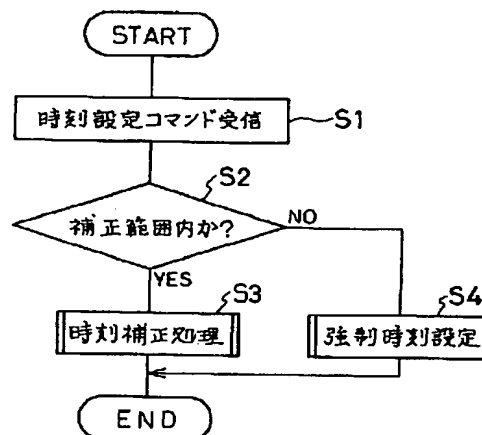 START
時刻設定コマンド受信
S1
S2
補正範囲内か?
NO
YES
S3
S4
時刻補正処理
強制時刻設定
END